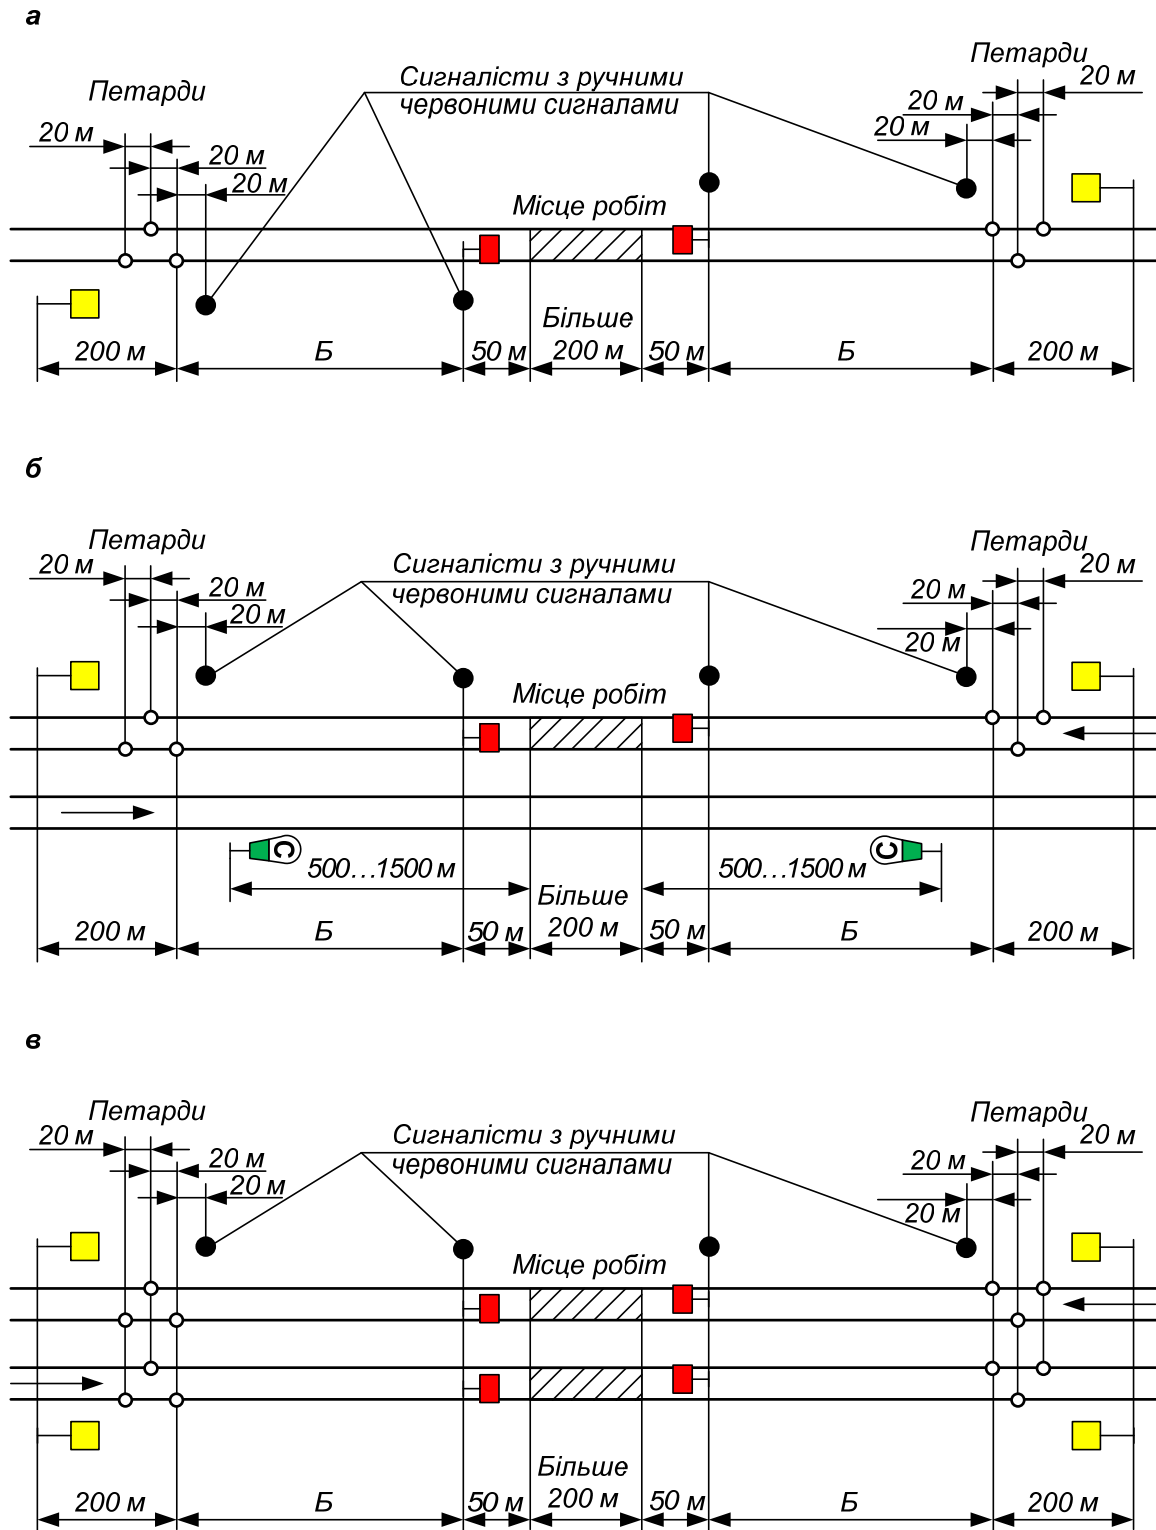 а
Петарди
Сигналісти з ручними
червоними сигналами
Петарди
20 м
20 м
20 м
20 м
20 м
20 м
Місце робіт
Більше
200 м
Б
50 м
200 м
50 м
Б
200 м
б
Петарди
Сигналісти з ручними
червоними сигналами
Петарди
20 м
20 м
20 м
20 м
20 м
20 м
Місце робіт
С
С
500...1500 м
500...1500 м
Більше
200 м
Б
50 м
200 м
50 м
Б
200 м
в
Петарди
Сигналісти з ручними
червоними сигналами
Петарди
20 м
20 м
20 м
20 м
20 м
20 м
Місце робіт
Більше
200 м
Б
50 м
200 м
50 м
Б
200 м